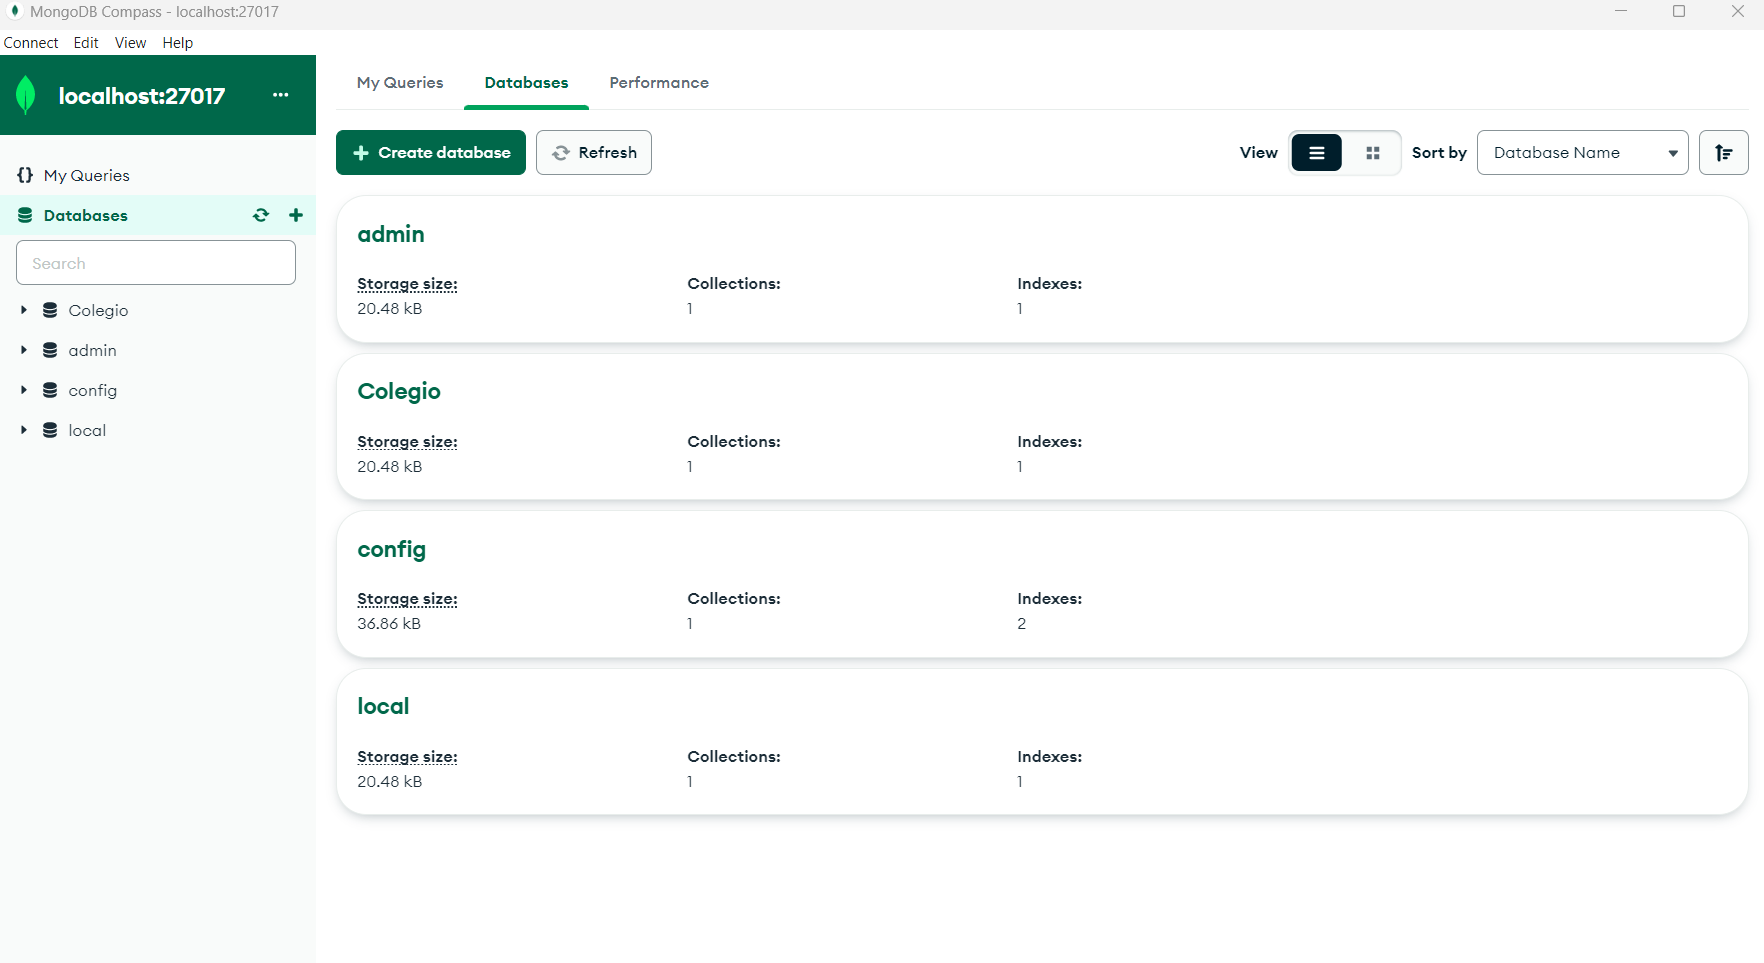 MongoDB Compass - localhost:27017
Connect Edit View Help
localhost:27017 ...
My Queries
Databases
Search
Colegio
admin
config
local
My Queries Databases Performance
Create database Refresh View Sort by Database Name
admin
Storage size: Collections: Indexes:
20.48 kB 1 1
Colegio
Storage size: Collections: Indexes:
20.48 kB 1 1
config
Storage size: Collections: Indexes:
36.86 kB 1 2
local
Storage size: Collections: Indexes:
20.48 kB 1 1